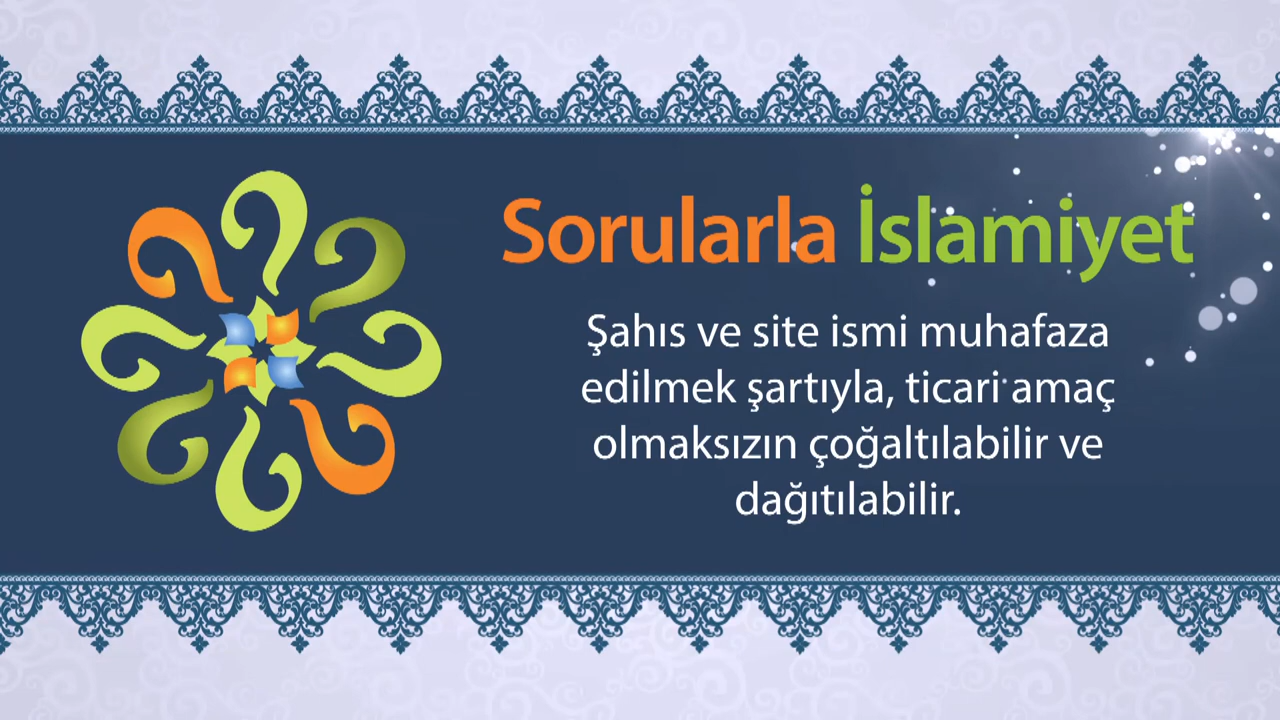 Sorularla İslamiyet
Şahıs ve site ismi muhafaza
edilmek şartıyla, ticari amaç
olmaksızın çoğaltılabilir ve
dağıtılabilir.